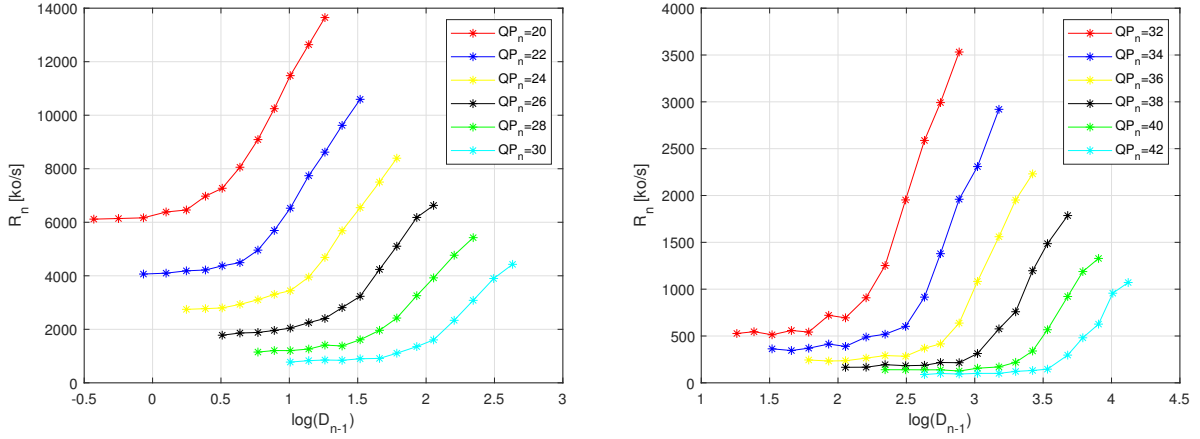 14000
12000
10000
8000
6000
4000
2000
0
R_n [ko/s]
-0.5 0 0.5 1 1.5 2 2.5 3
log(D_{n-1})
QP_n=20
QP_n=22
QP_n=24
QP_n=26
QP_n=28
QP_n=30
4000
3500
3000
2500
2000
1500
1000
500
0
R_n [ko/s]
1 1.5 2 2.5 3 3.5 4 4.5
log(D_{n-1})
QP_n=32
QP_n=34
QP_n=36
QP_n=38
QP_n=40
QP_n=42